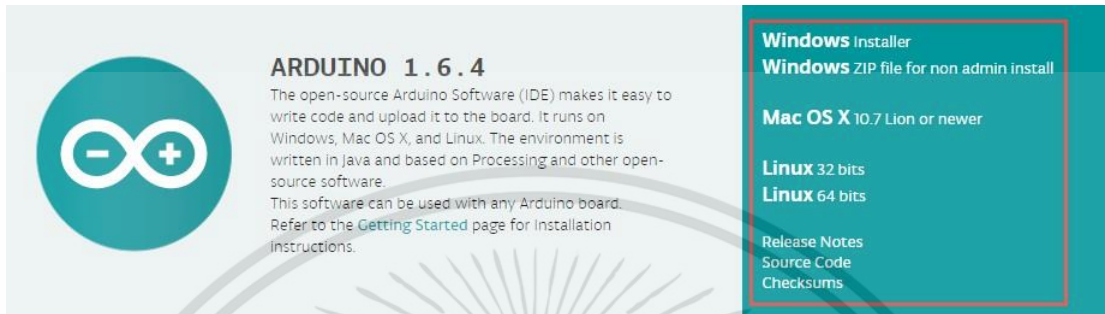 ARDUINO 1.6.4
The open-source Arduino Software (IDE) makes it easy to
write code and upload it to the board. It runs on
Windows, Mac OS X, and Linux. The environment is
written in Java and based on Processing and other open-
source software.
This software can be used with any Arduino board.
Refer to the Getting Started page for Installation
instructions.
Windows Installer
Windows ZIP file for non admin install
Mac OS X 10.7 Lion or newer
Linux 32 bits
Linux 64 bits
Release Notes
Source Code
Checksums